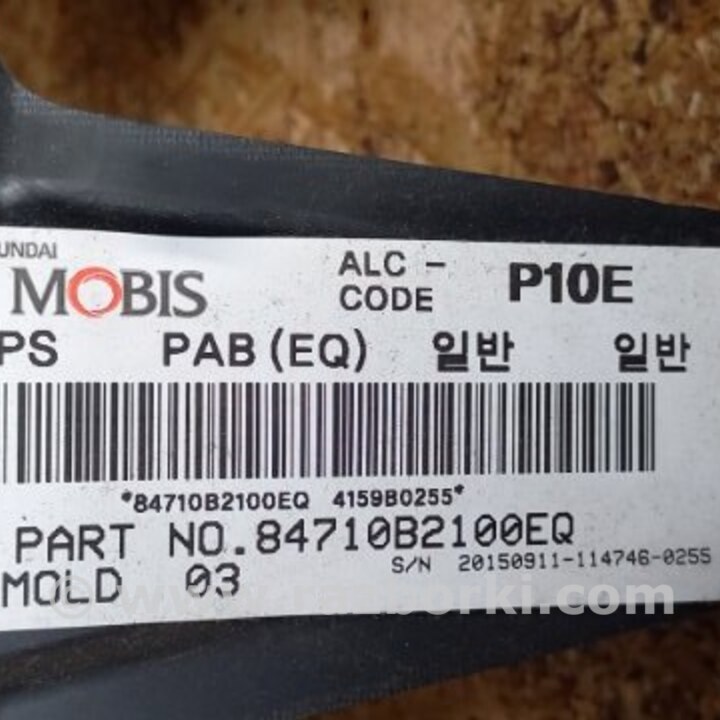 HYUNDAI
MOBIS
ALC -
CODE
P10E
PS PAB (EQ) 일반 일반
*84710B2100EQ 4159B0255*
PART NO.84710B2100EQ
S/N 20150911-114746-0255
MOLD 03